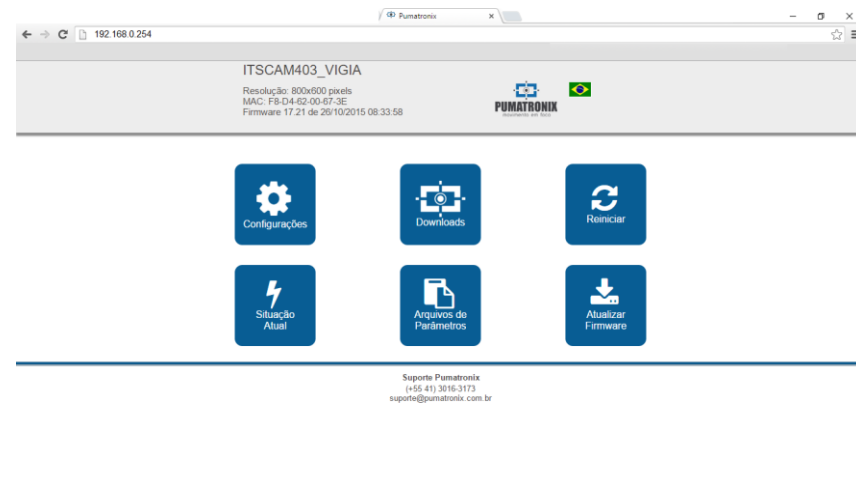 Pumatronix
192.168.0.254
ITSCAM403_VIGIA
Resolução: 800x600 pixels
MAC: F8-D4-62-00-67-3E
Firmware 17.21 de 26/10/2015 08:33:58
PUMATRONIX
Configurações
Downloads
Reiniciar
Situação
Atual
Arquivos de
Parâmetros
Atualizar
Firmware
Suporte Pumatronix
(+55 41) 3016-3173
suporte@pumatronix.com.br